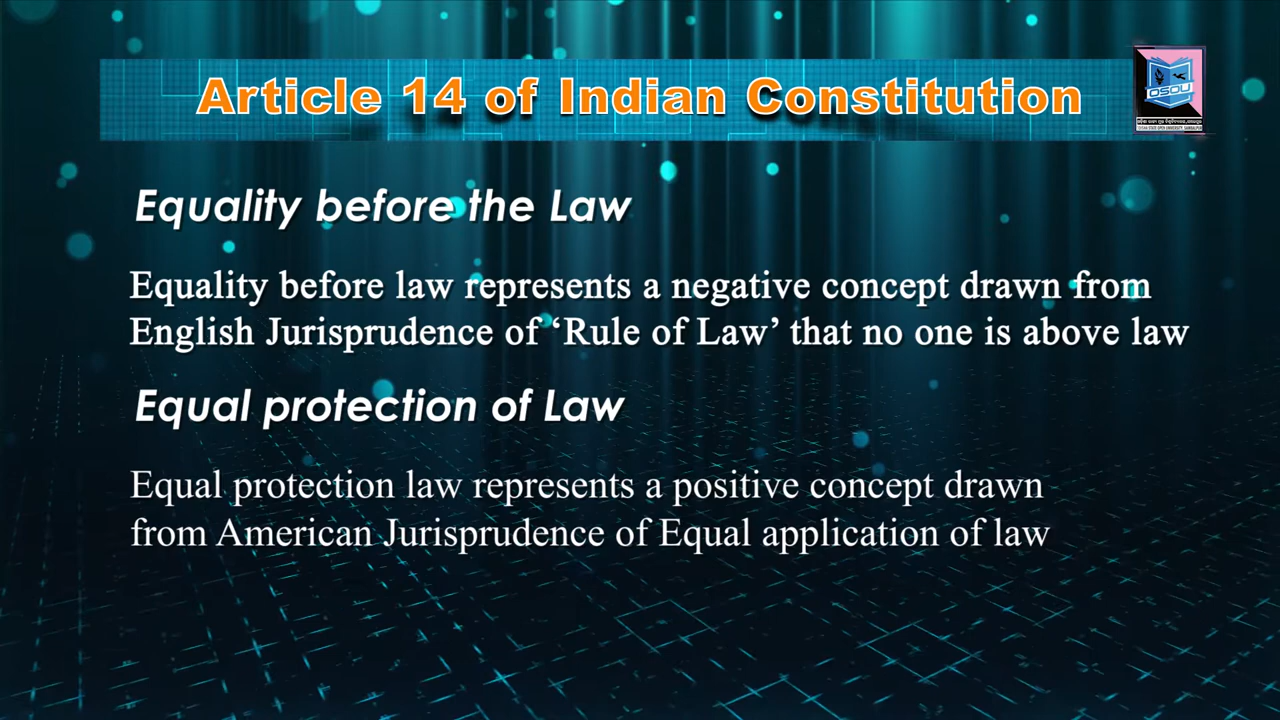 Article 14 of Indian Constitution
OSOU
Equality before the Law
Equality before law represents a negative concept drawn from
English Jurisprudence of ‘Rule of Law’ that no one is above law
Equal protection of Law
Equal protection law represents a positive concept drawn
from American Jurisprudence of Equal application of law